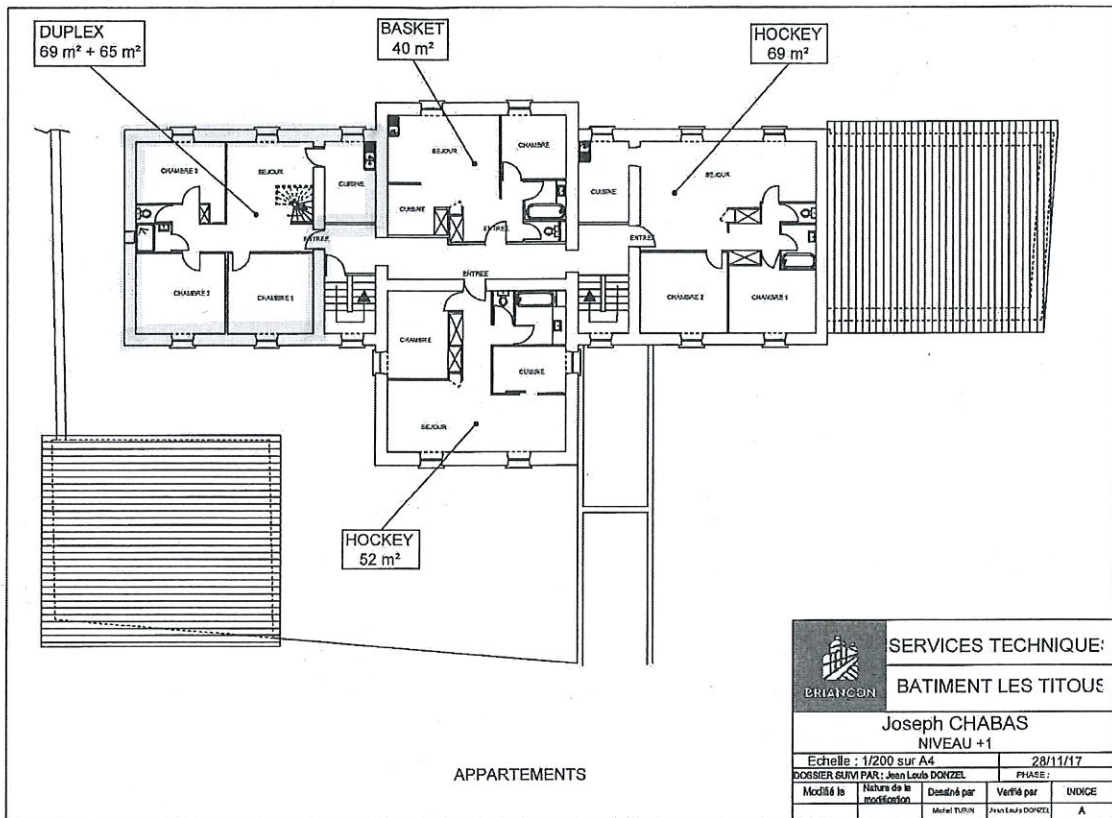 DUPLEX
69 m² + 65 m²
BASKET
40 m²
HOCKEY
69 m²
CHAMBRE 3
SEJOUR
CUISINE
SEJOUR
CHAMBRE
CUISINE
SEJOUR
CUISINE
ENTREE
ENTREE
ENTREE
ENTREE
CHAMBRE 2
CHAMBRE 1
CHAMBRE
CUISINE
SEJOUR
CHAMBRE 2
CHAMBRE 1
HOCKEY
52 m²
APPARTEMENTS
BRIANCON
SERVICES TECHNIQUE
BATIMENT LES TITOUS
Joseph CHABAS
NIVEAU +1
Echelle : 1/200 sur A4
28/11/17
DOSSIER SUIVI PAR : Jean Louis DONZEL
PHASE :
Modifié le
Nature de la modification
Dessiné par
Verifié par
INDICE
Michel TURIN
Jean Louis DONZEL
A